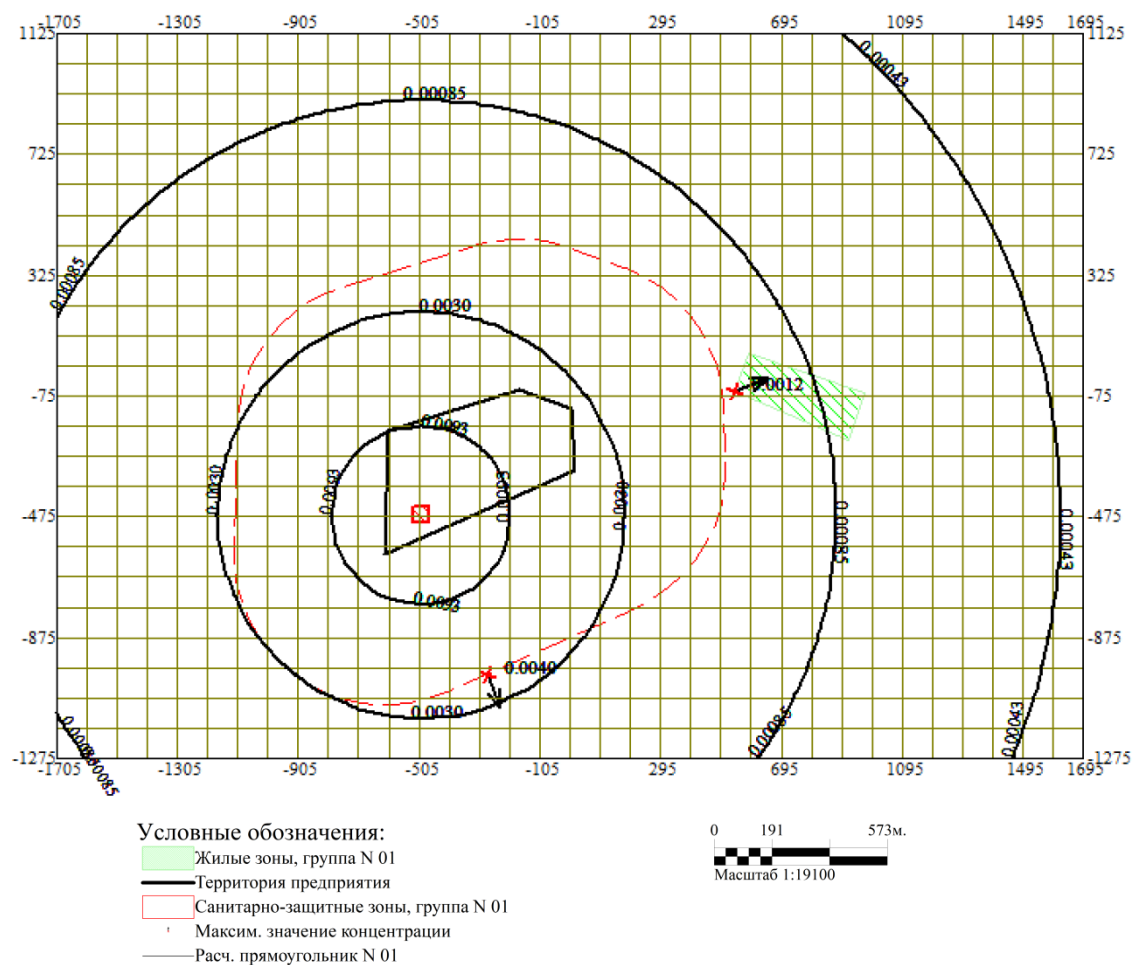 -1705 -1305 -905 -505 -105 295 695 1095 1495 1695
1125 1125
0.00043
0.00085
725 725
325 325
0.00085
0.0030
-75 0.0012 -75
0.0093
0.0030 0.0093 0.0093 0.0030
-475 -475
0.00085 0.00043
0.0093
-875 -875
0.0040
0.0030
0.00085 0.00043
0.00085
-1275 -1275
-1705 -1305 -905 -505 -105 295 695 1095 1495 1695
0.00085
Условные обозначения:
Жилые зоны, группа N 01
Территория предприятия
Санитарно-защитные зоны, группа N 01
Максим. значение концентрации
Расч. прямоугольник N 01
0 191 573м.
Масштаб 1:19100